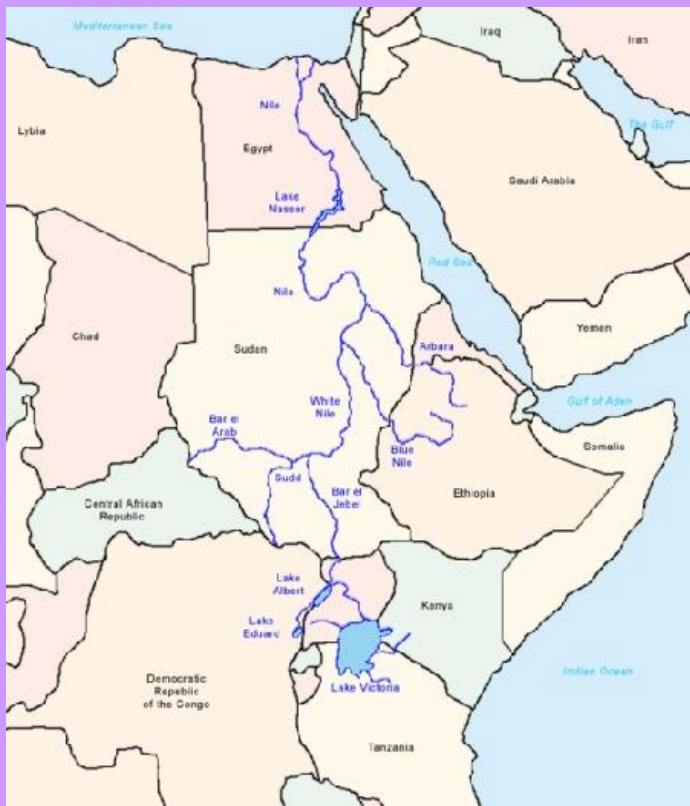 Mediterranean Sea
Iraq
Iran
Nile
The Gulf
Lybia
Egypt
Saudi Arabia
Lake
Nasser
Red Sea
Nile
Chad
Yemen
Sudan
Atbara
White
Nile
Gulf of Aden
Bar el
Arab
Somalia
Blue
Nile
Sudd
Bar el
Jebel
Ethiopia
Central African
Republic
Lake
Albert
Kenya
Lake
Eduard
Indian Ocean
Democratic
Republic
of the Congo
Lake Victoria
Tanzania